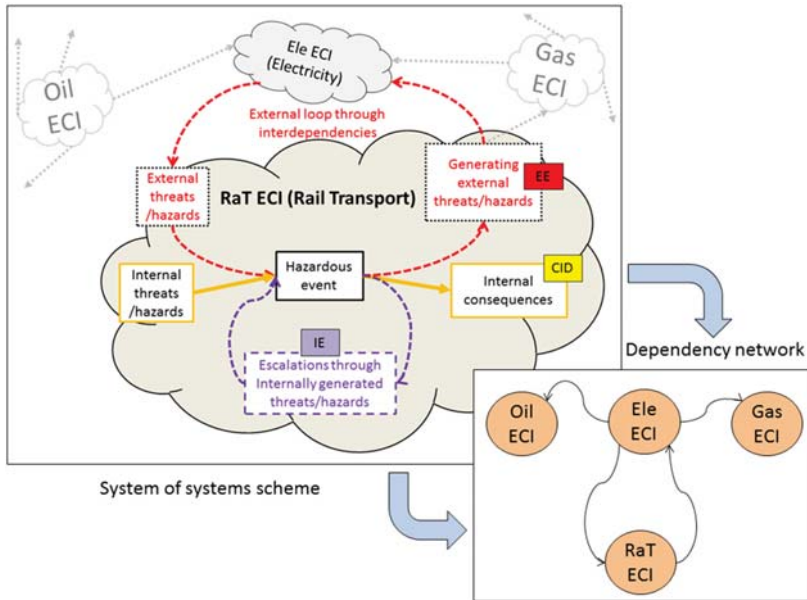 Ele ECI
(Electricity)
Oil
ECI
Gas
ECI
External loop through
interdependencies
External
threats
/hazards
RaT ECI (Rail Transport)
Generating
external
threats/hazards
EE
Internal
threats
/hazards
Hazardous
event
Internal
consequences
CID
IE
Escalations through
Internally generated
threats/hazards
System of systems scheme
Dependency network
Oil
ECI
Ele
ECI
Gas
ECI
RaT
ECI